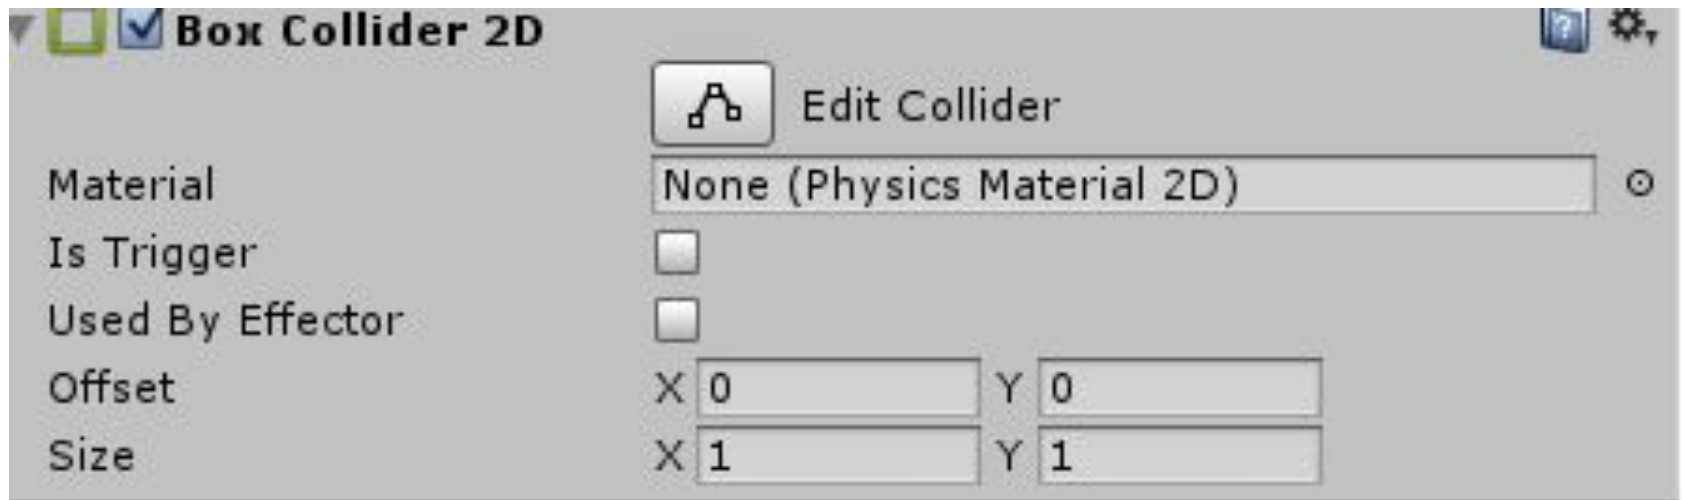 Box Collider 2D
Edit Collider
Material None (Physics Material 2D)
Is Trigger
Used By Effector
Offset X 0 Y 0
Size X 1 Y 1